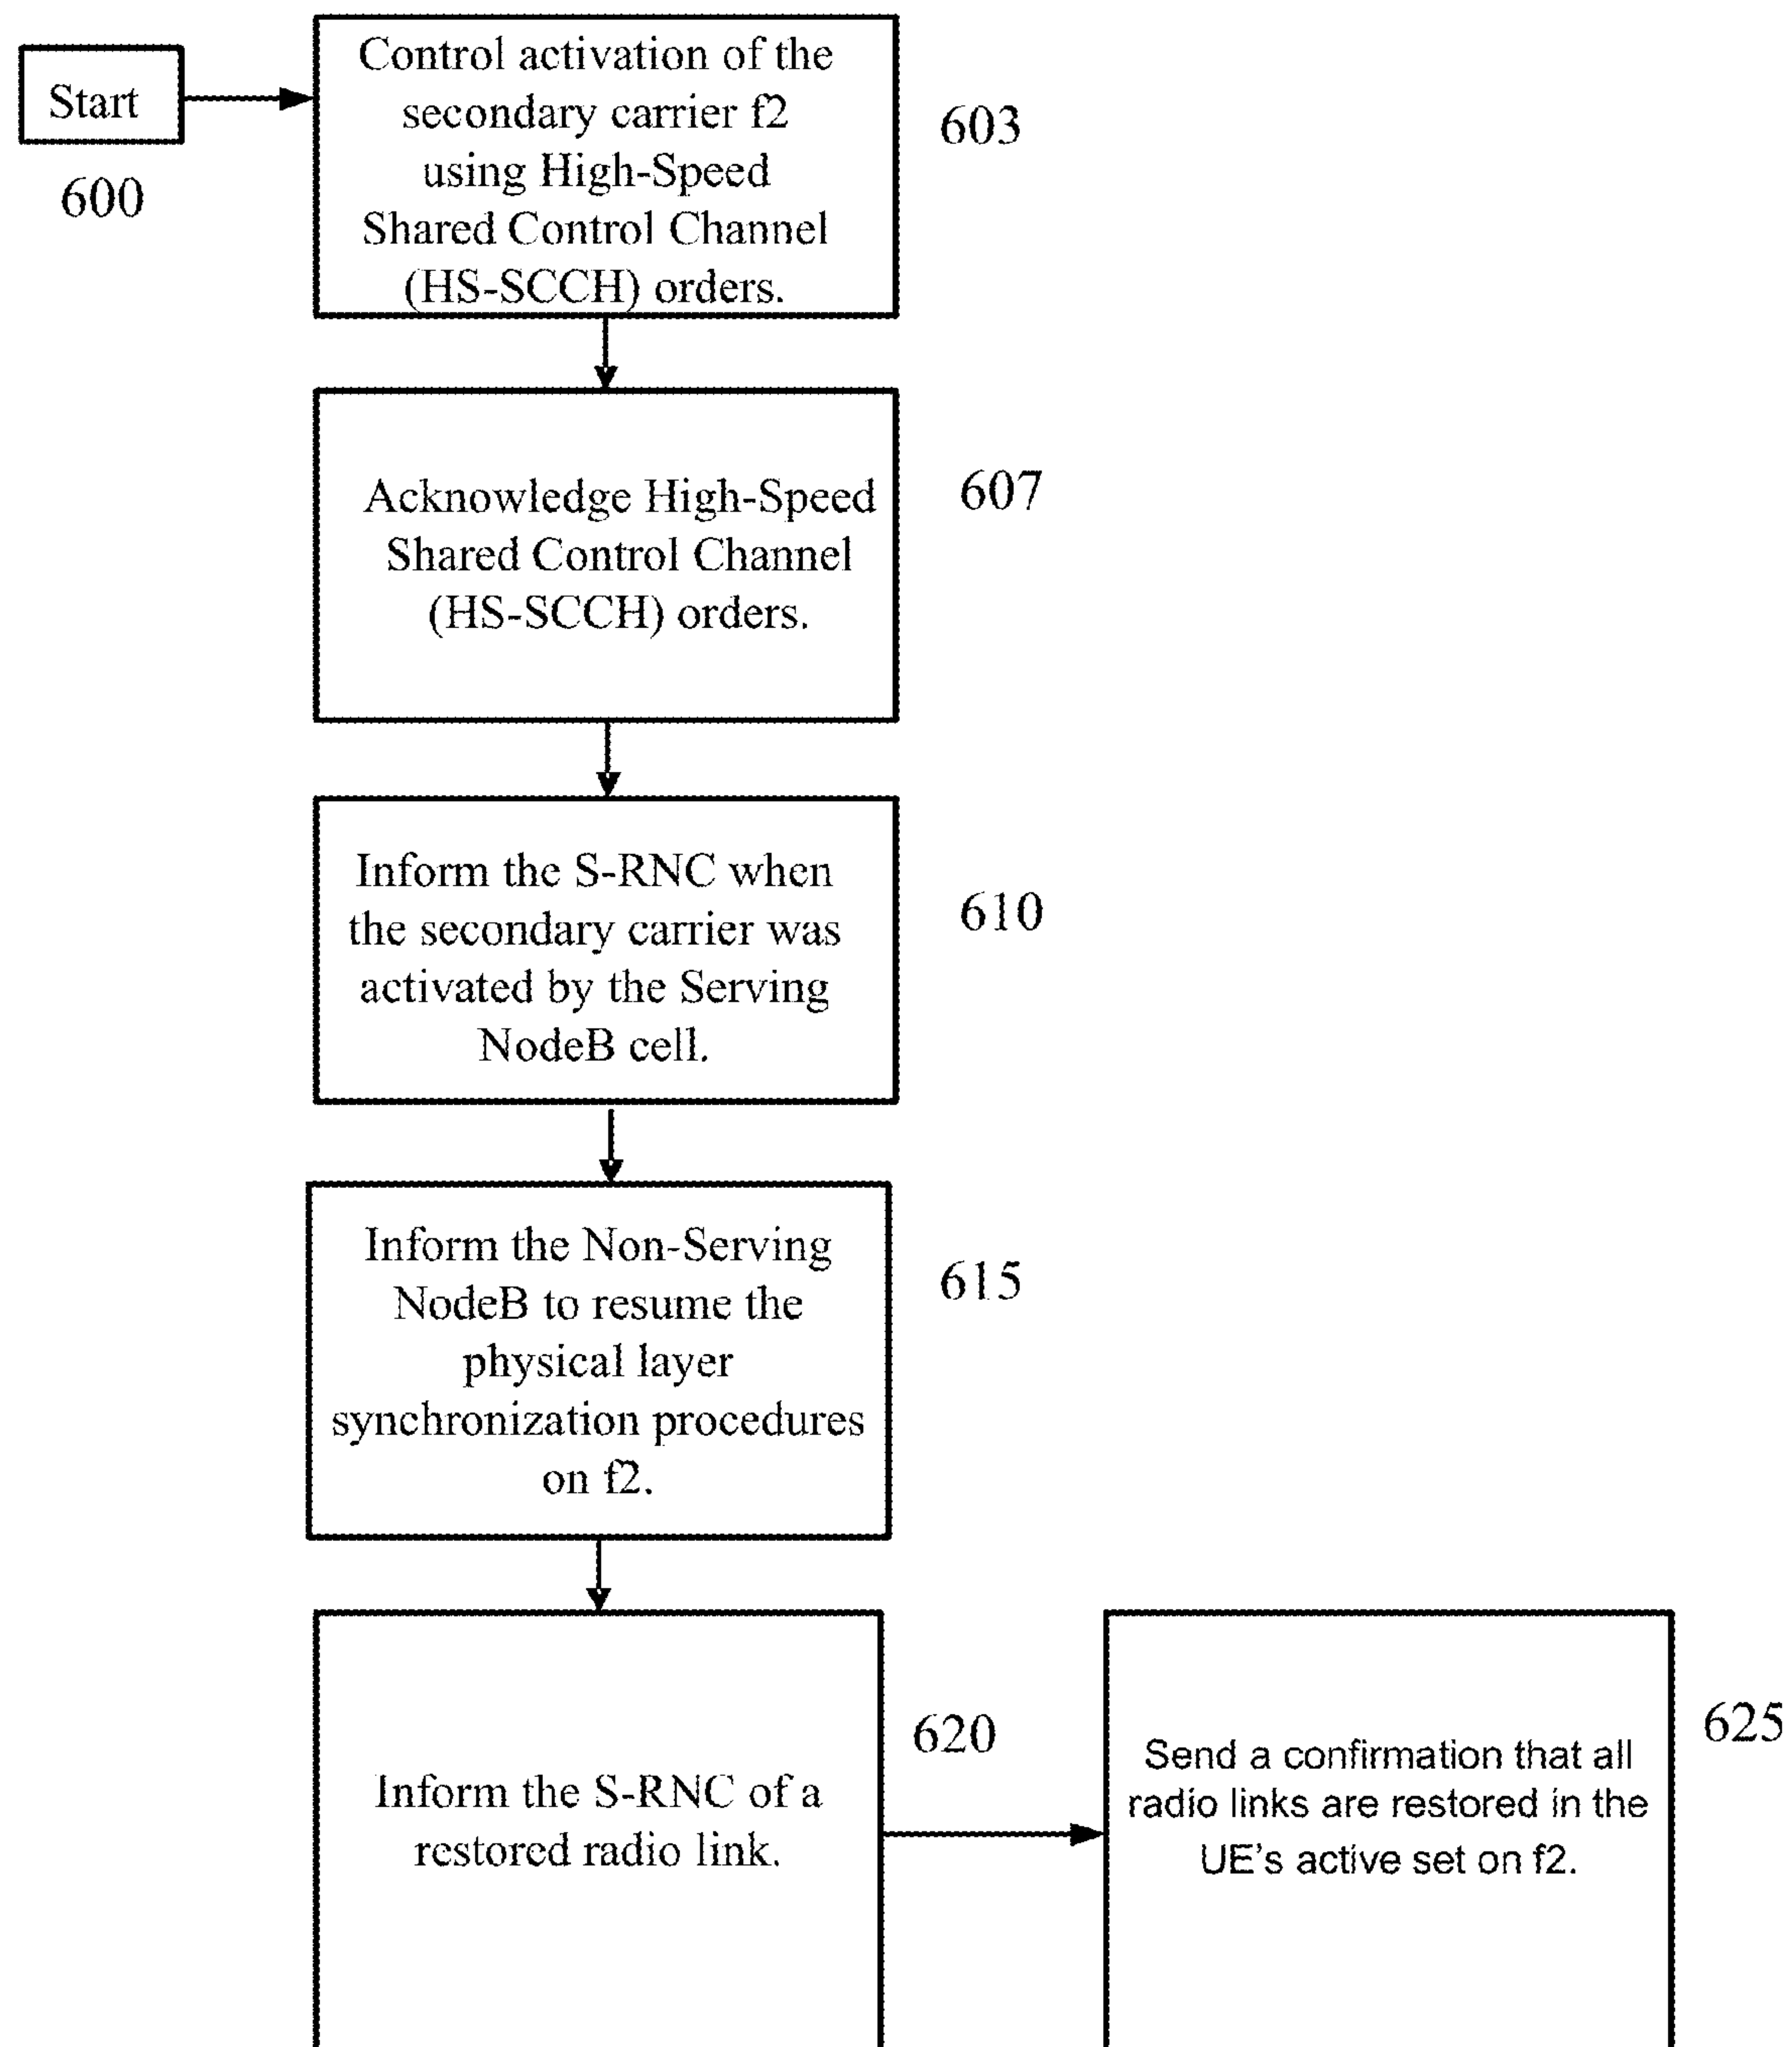 Start
600
Control activation of the
secondary carrier f2
using High-Speed
Shared Control Channel
(HS-SCCH) orders.
603
Acknowledge High-Speed
Shared Control Channel
(HS-SCCH) orders.
607
Inform the S-RNC when
the secondary carrier was
activated by the Serving
NodeB cell.
610
Inform the Non-Serving
NodeB to resume the
physical layer
synchronization procedures
on f2.
615
Inform the S-RNC of a
restored radio link.
620
Send a confirmation that all
radio links are restored in the
UE’s active set on f2.
625